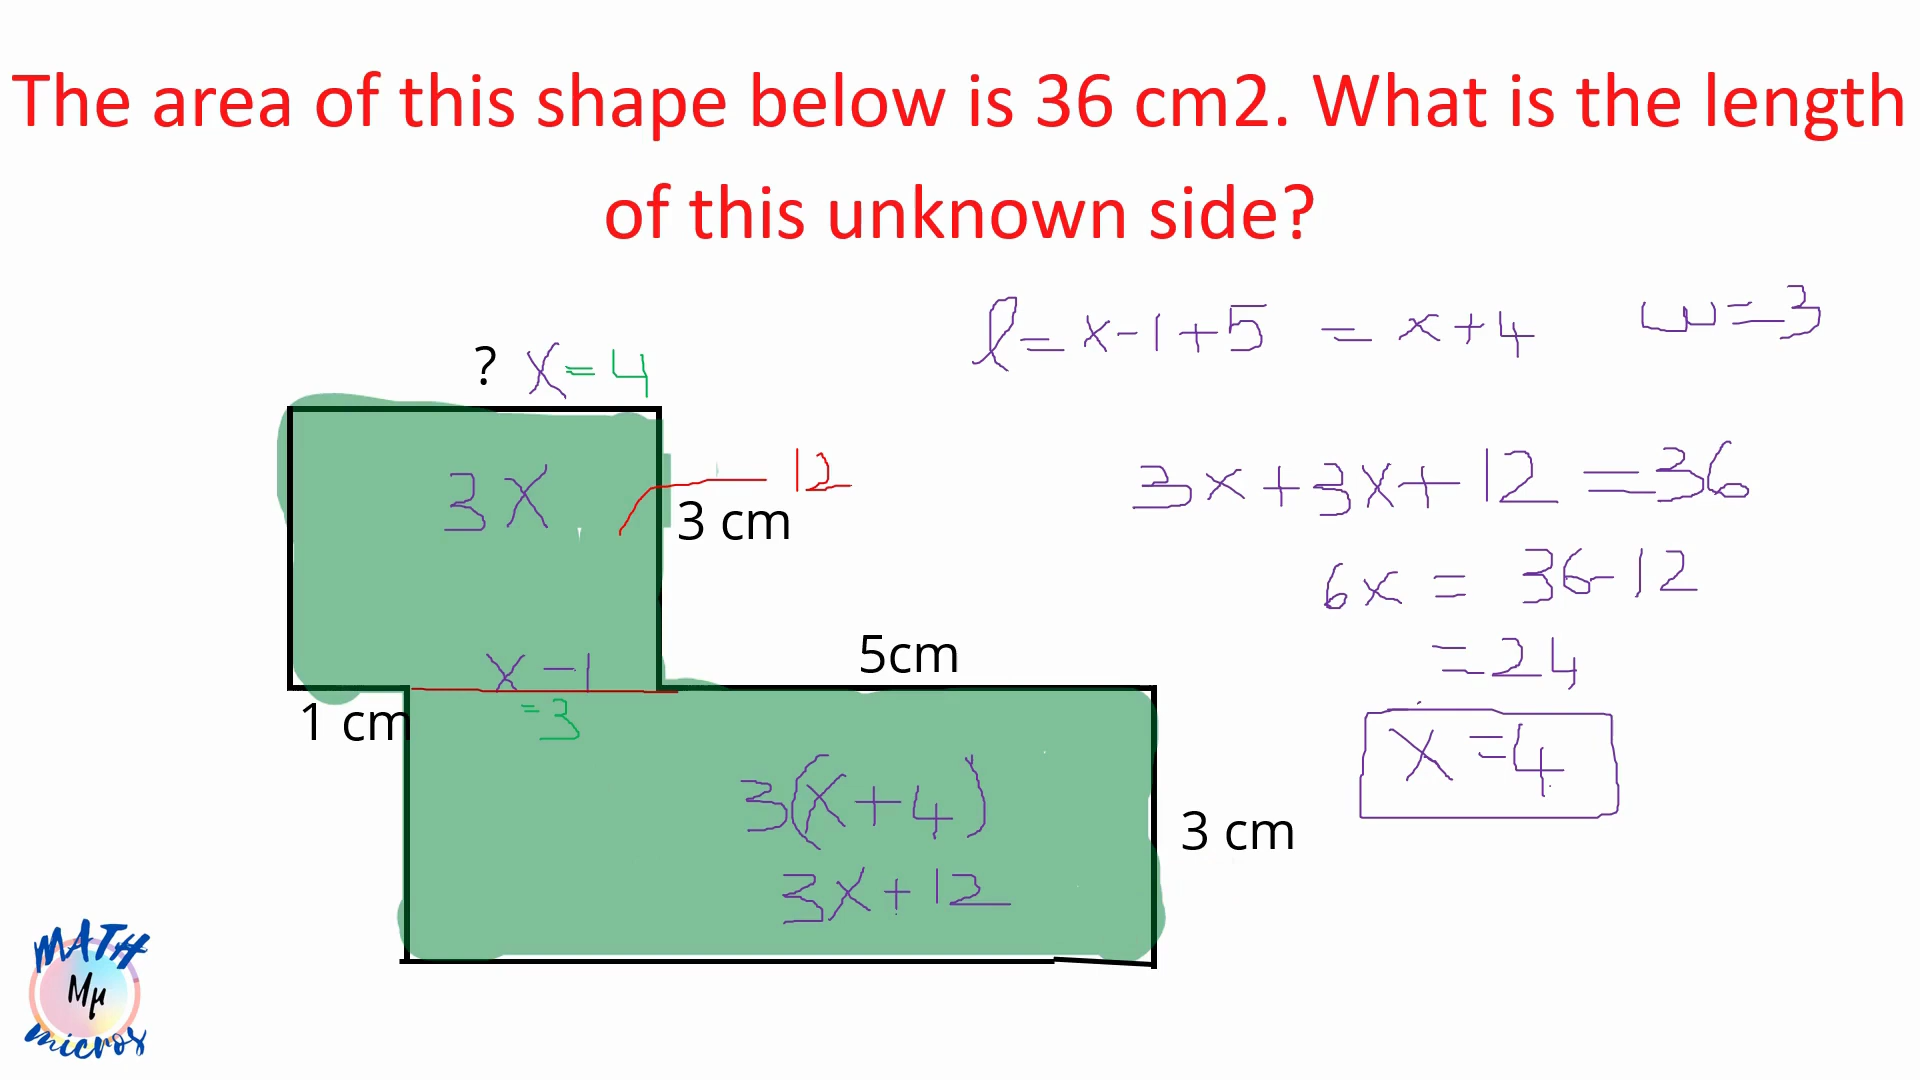 The area of this shape below is 36 cm2. What is the length
of this unknown side?
l = x-1+5 = x+4 w=3
? x=4
3x
12
3 cm
3x+3x+12=36
6x = 36-12
=24
x=4
5cm
x-1
=3
1 cm
3(x+4)
3x+12
3 cm
MATH
Mμ
micros